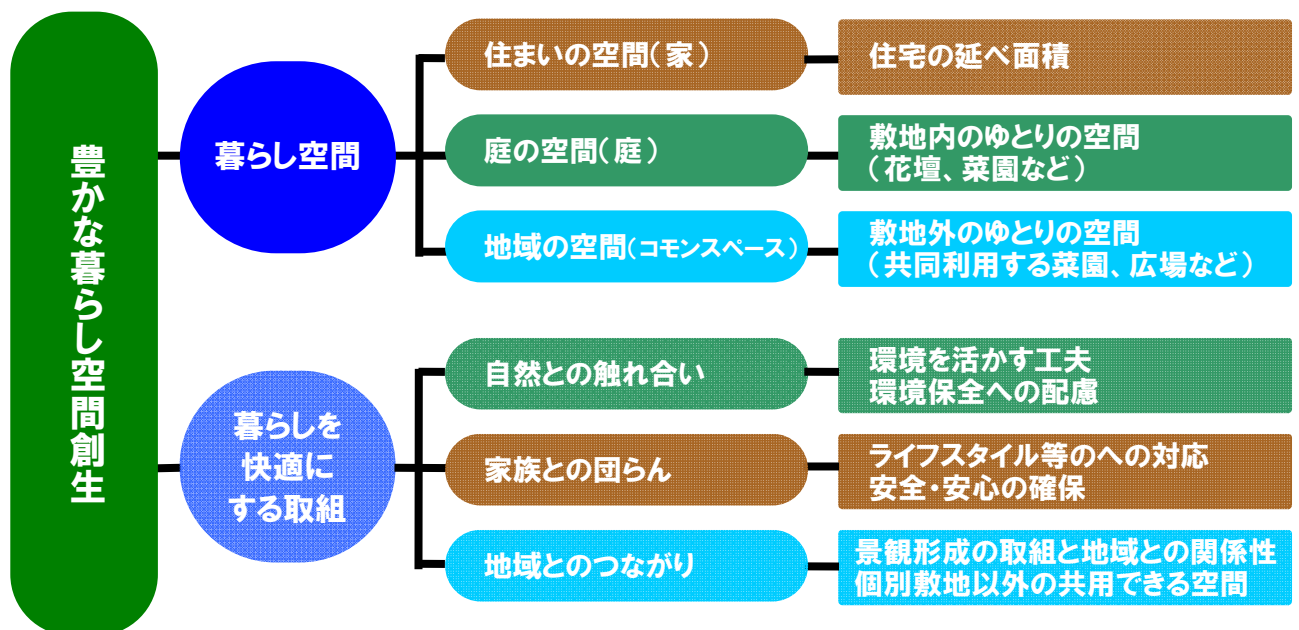 豊かな暮らし空間創生
暮らし空間
住まいの空間(家)
住宅の延べ面積
庭の空間(庭)
敷地内のゆとりの空間
(花壇、菜園など)
地域の空間(コモンスペース)
敷地外のゆとりの空間
(共同利用する菜園、広場など)
暮らしを
快適に
する取組
自然との触れ合い
環境を活かす工夫
環境保全への配慮
家族との団らん
ライフスタイル等のへの対応
安全・安心の確保
地域とのつながり
景観形成の取組と地域との関係性
個別敷地以外の共用できる空間